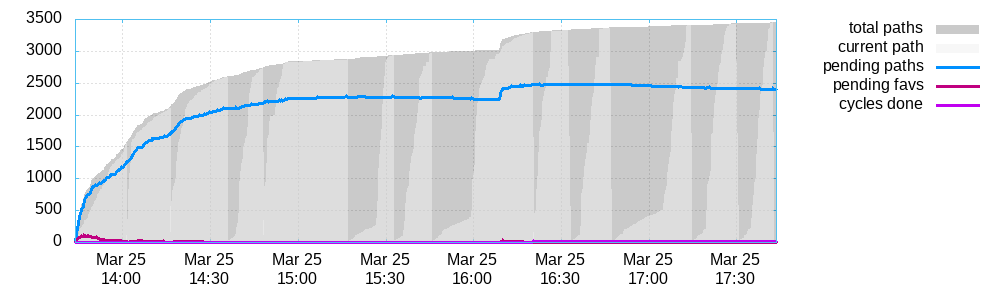 3500
3000
2500
2000
1500
1000
500
0
Mar 25 Mar 25 Mar 25 Mar 25 Mar 25 Mar 25 Mar 25 Mar 25
14:00 14:30 15:00 15:30 16:00 16:30 17:00 17:30
total paths
current path
pending paths
pending favs
cycles done